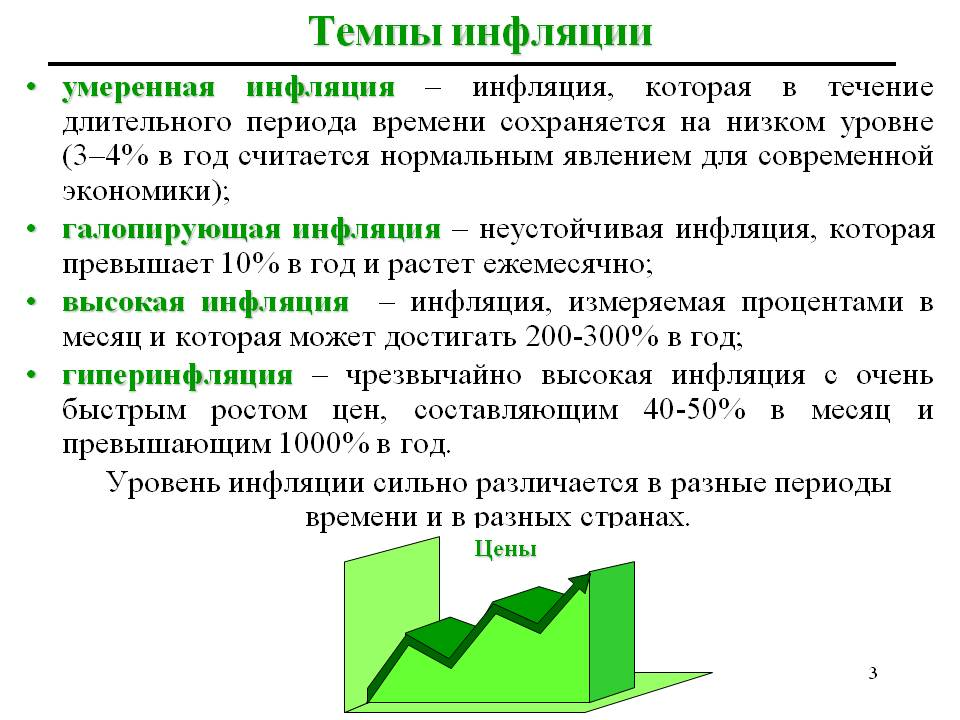 Темпы инфляции
• умеренная инфляция – инфляция, которая в течение
длительного периода времени сохраняется на низком уровне
(3–4% в год считается нормальным явлением для современной
экономики);
• галопирующая инфляция – неустойчивая инфляция, которая
превышает 10% в год и растет ежемесячно;
• высокая инфляция – инфляция, измеряемая процентами в
месяц и которая может достигать 200-300% в год;
• гиперинфляция – чрезвычайно высокая инфляция с очень
быстрым ростом цен, составляющим 40-50% в месяц и
превышающим 1000% в год.
Уровень инфляции сильно различается в разные периоды
времени и в разных странах.
Цены
3